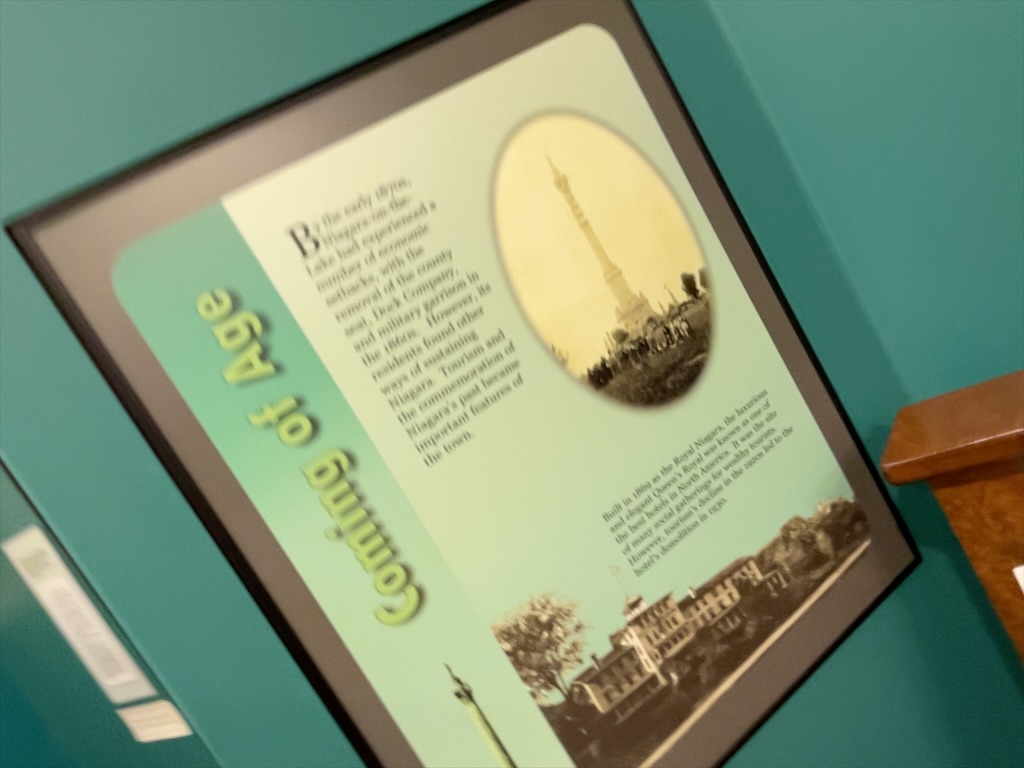 Coming of Age
By the early 1870s,
Niagara-on-the-
Lake had experienced a
number of economic
setbacks, with the
removal of the county
seat, Dock Company,
and military garrison in
the 1860s. However, its
residents found other
ways of sustaining
Niagara. Tourism and
the commemoration of
Niagara's past became
important features of
the town.
Built in 1869 as the Royal Niagara, the luxurious
and elegant Queen's Royal was known as one of
the best hotels in North America. It was the site
of many social gatherings for wealthy tourists.
However, tourism's decline in the 1920s led to the
hotel's demolition in 1930.